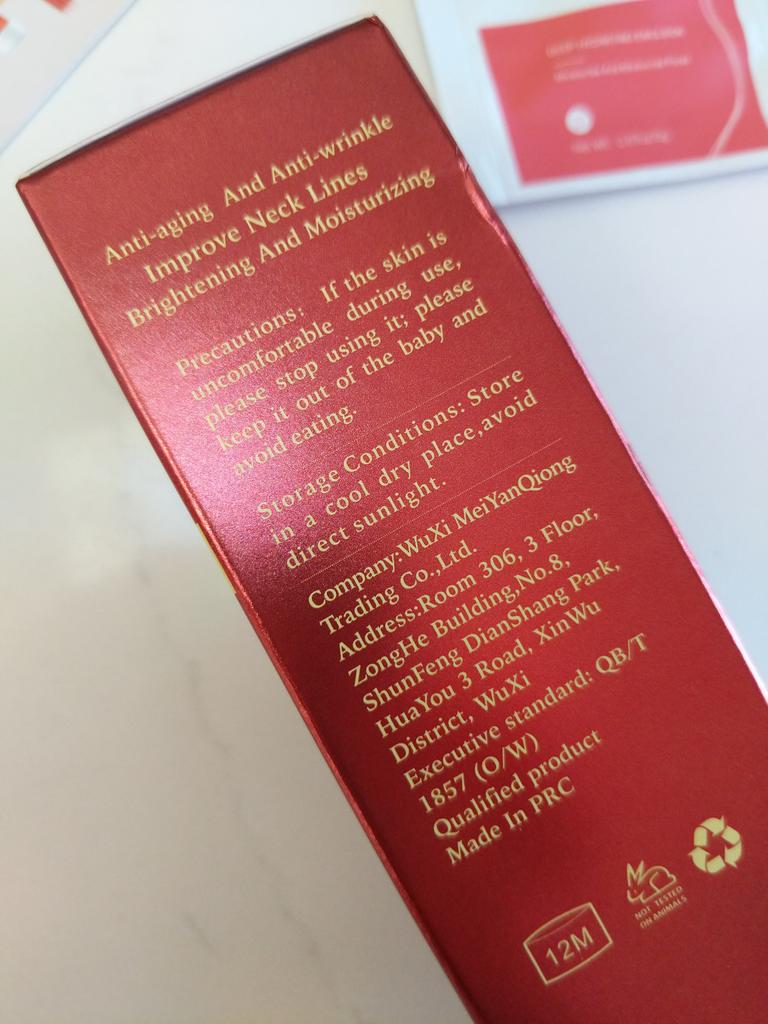 Anti-aging And Anti-wrinkle
Improve Neck Lines
Brightening And Moisturizing
Precautions: If the skin is
uncomfortable during use,
please stop using it; please
keep it out of the baby and
avoid eating.
Storage Conditions: Store
in a cool dry place,avoid
direct sunlight.
Company:WuXi MeiYanQiong
Trading Co.,Ltd.
Address:Room 306, 3 Floor,
ZongHe Building,No.8,
ShunFeng DianShang Park,
HuaYou 3 Road, XinWu
District, WuXi
Executive standard: QB/T
1857 (O/W)
Qualified product
Made In PRC
12M
NOT TESTED
ON ANIMALS